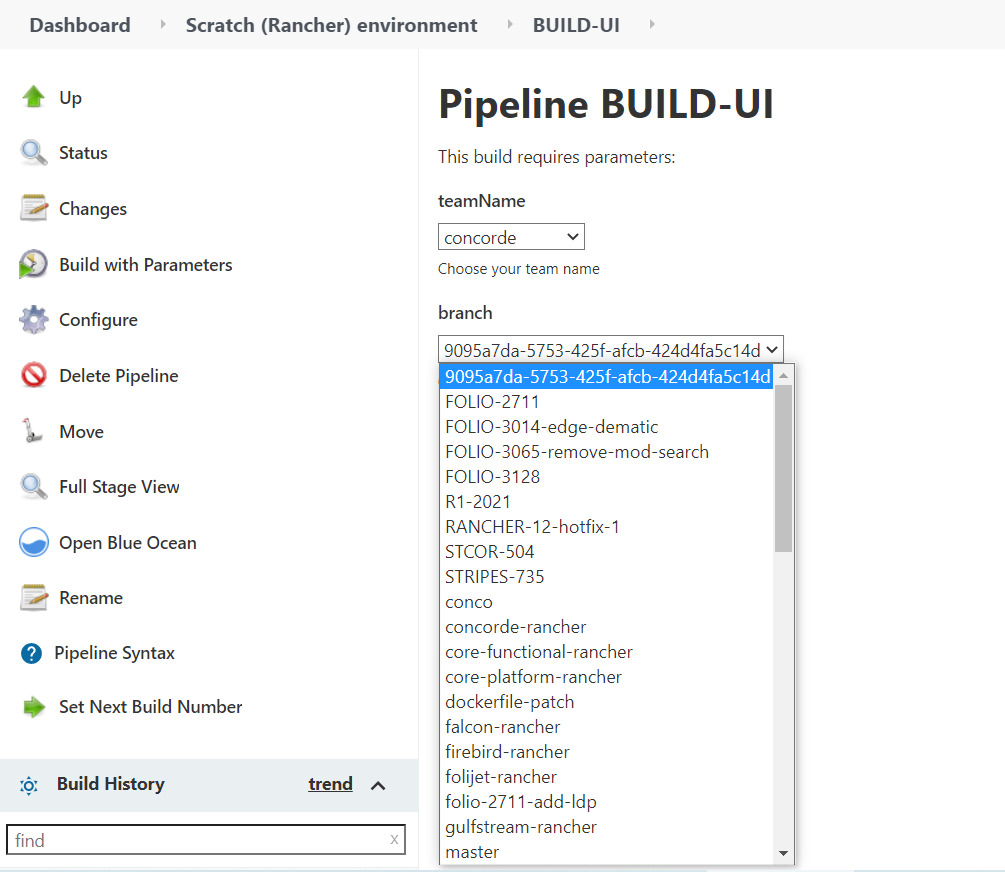 Dashboard Scratch (Rancher) environment BUILD-UI
Up
Status
Changes
Build with Parameters
Configure
Delete Pipeline
Move
Full Stage View
Open Blue Ocean
Rename
Pipeline Syntax
Set Next Build Number
Build History trend
find x
Pipeline BUILD-UI
This build requires parameters:
teamName
concorde
Choose your team name
branch
9095a7da-5753-425f-afcb-424d4fa5c14d
9095a7da-5753-425f-afcb-424d4fa5c14d
FOLIO-2711
FOLIO-3014-edge-dematic
FOLIO-3065-remove-mod-search
FOLIO-3128
R1-2021
RANCHER-12-hotfix-1
STCOR-504
STRIPES-735
conco
concorde-rancher
core-functional-rancher
core-platform-rancher
dockerfile-patch
falcon-rancher
firebird-rancher
folijet-rancher
folio-2711-add-ldp
gulfstream-rancher
master